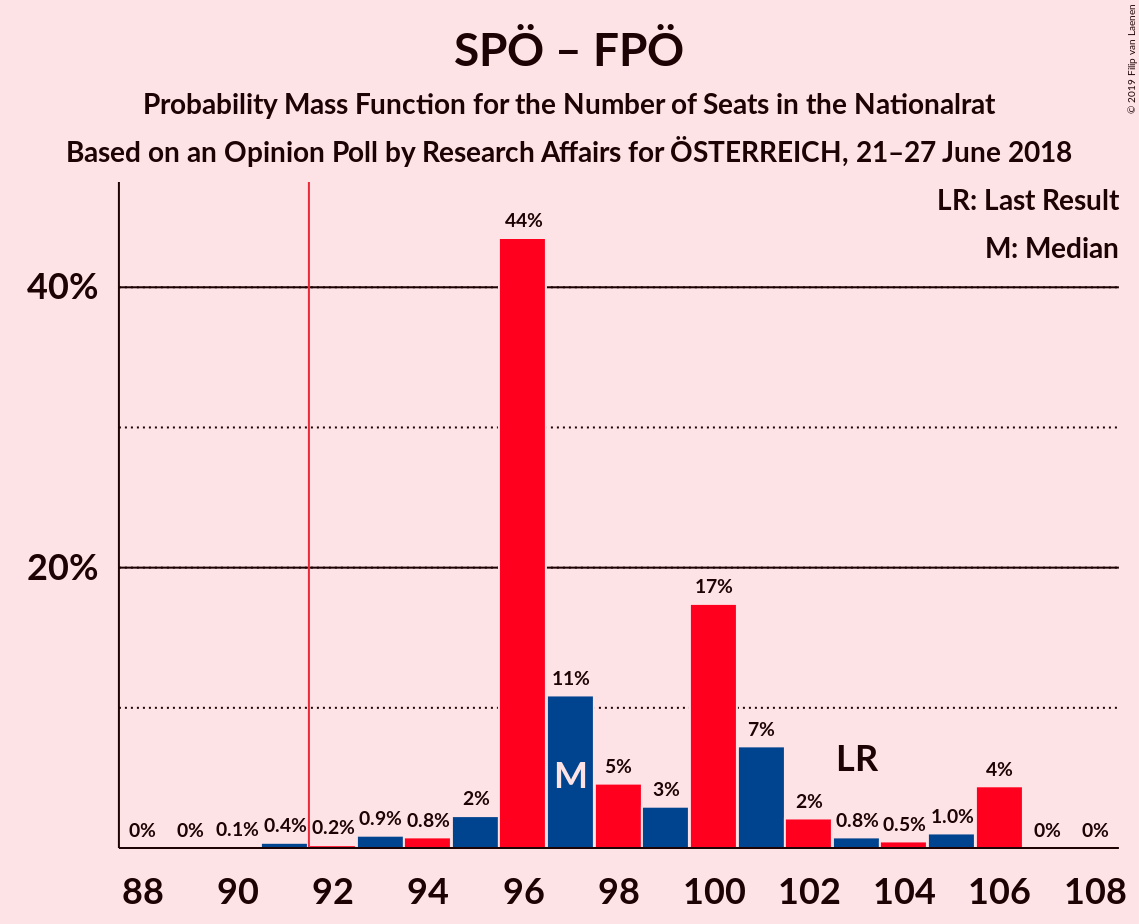 SPÖ – FPÖ
Probability Mass Function for the Number of Seats in the Nationalrat
Based on an Opinion Poll by Research Affairs for ÖSTERREICH, 21–27 June 2018
© 2019 Filip van Laenen
LR: Last Result
M: Median
40%
20%
0%
0%
0.1%
0.4%
0.2%
0.9%
0.8%
2%
44%
11%
M
5%
3%
17%
7%
2%
LR
0.8%
0.5%
1.0%
4%
0%
0%
88 90 92 94 96 98 100 102 104 106 108